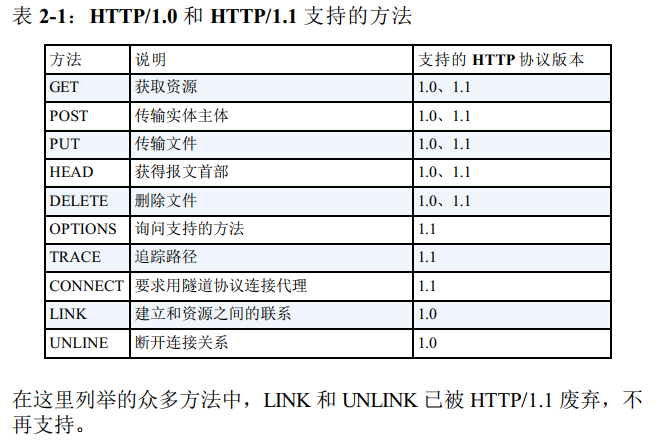 表 2-1：HTTP/1.0 和 HTTP/1.1 支持的方法
方法 说明 支持的 HTTP 协议版本
GET 获取资源 1.0、1.1
POST 传输实体主体 1.0、1.1
PUT 传输文件 1.0、1.1
HEAD 获得报文首部 1.0、1.1
DELETE 删除文件 1.0、1.1
OPTIONS 询问支持的方法 1.1
TRACE 追踪路径 1.1
CONNECT 要求用隧道协议连接代理 1.1
LINK 建立和资源之间的联系 1.0
UNLINE 断开连接关系 1.0
在这里列举的众多方法中，LINK 和 UNLINK 已被 HTTP/1.1 废弃，不
再支持。